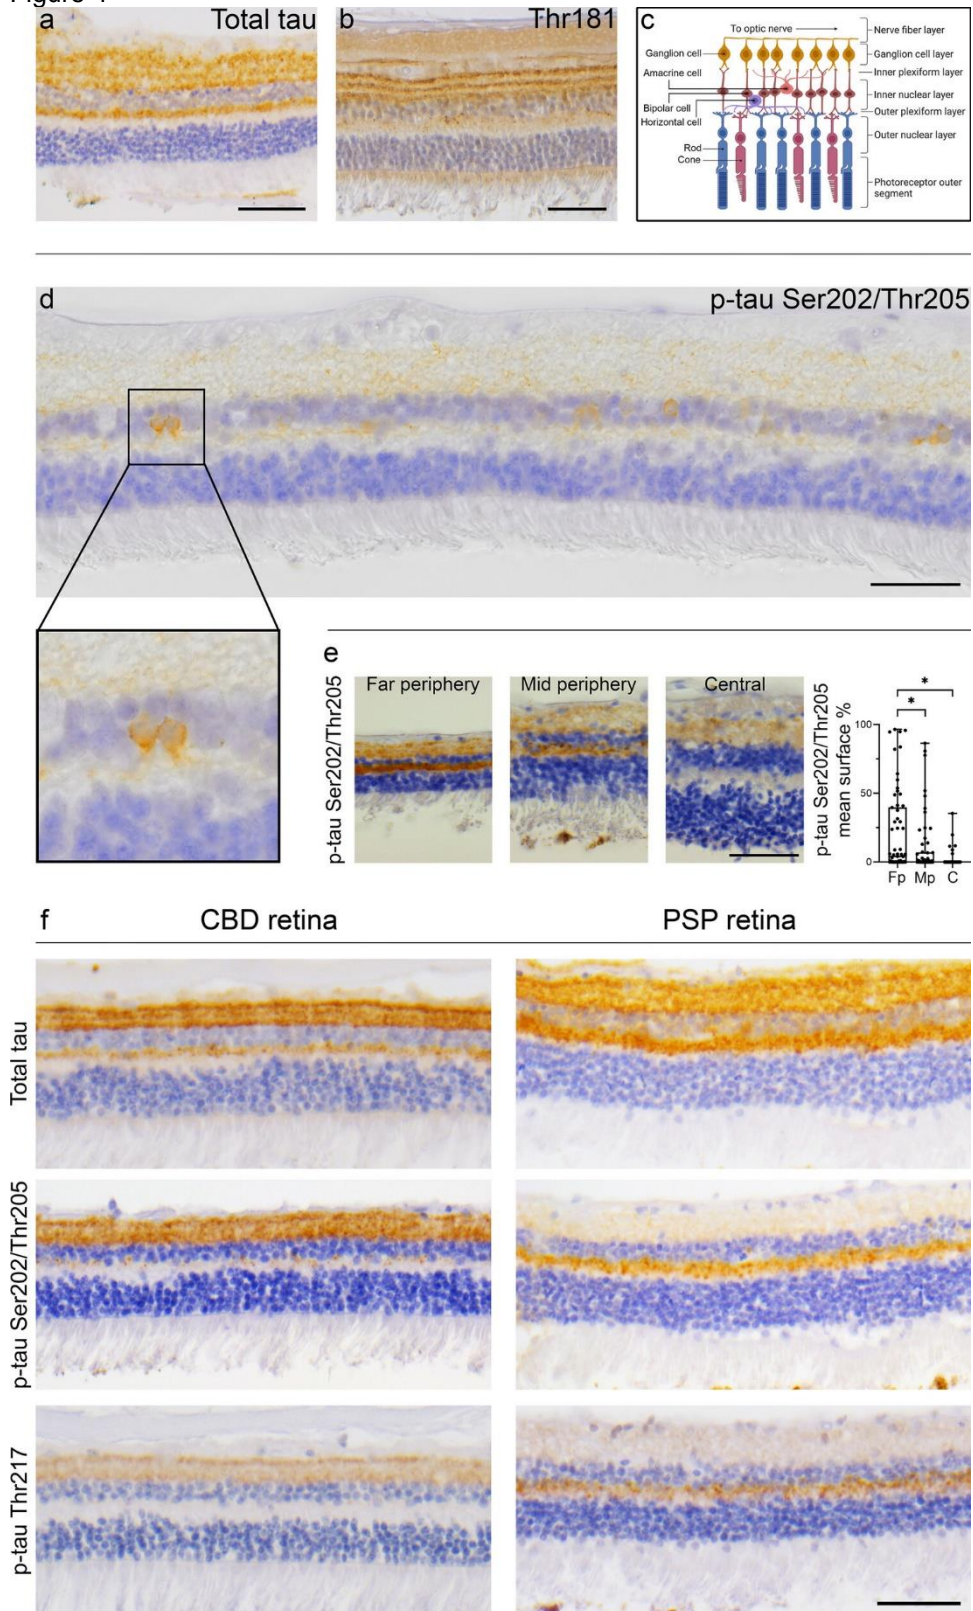 a
Total tau
b
Thr181
c
To optic nerve
Ganglion cell
Amacrine cell
Bipolar cell
Horizontal cell
Rod
Cone
Nerve fiber layer
Ganglion cell layer
Inner plexiform layer
Inner nuclear layer
Outer plexiform layer
Outer nuclear layer
Photoreceptor outer
segment
d
p-tau Ser202/Thr205
e
p-tau Ser202/Thr205
Far periphery
Mid periphery
Central
p-tau Ser202/Thr205
mean surface %
*
*
100
50
0
Fp
Mp
C
f
CBD retina
PSP retina
Total tau
p-tau Ser202/Thr205
p-tau Thr217